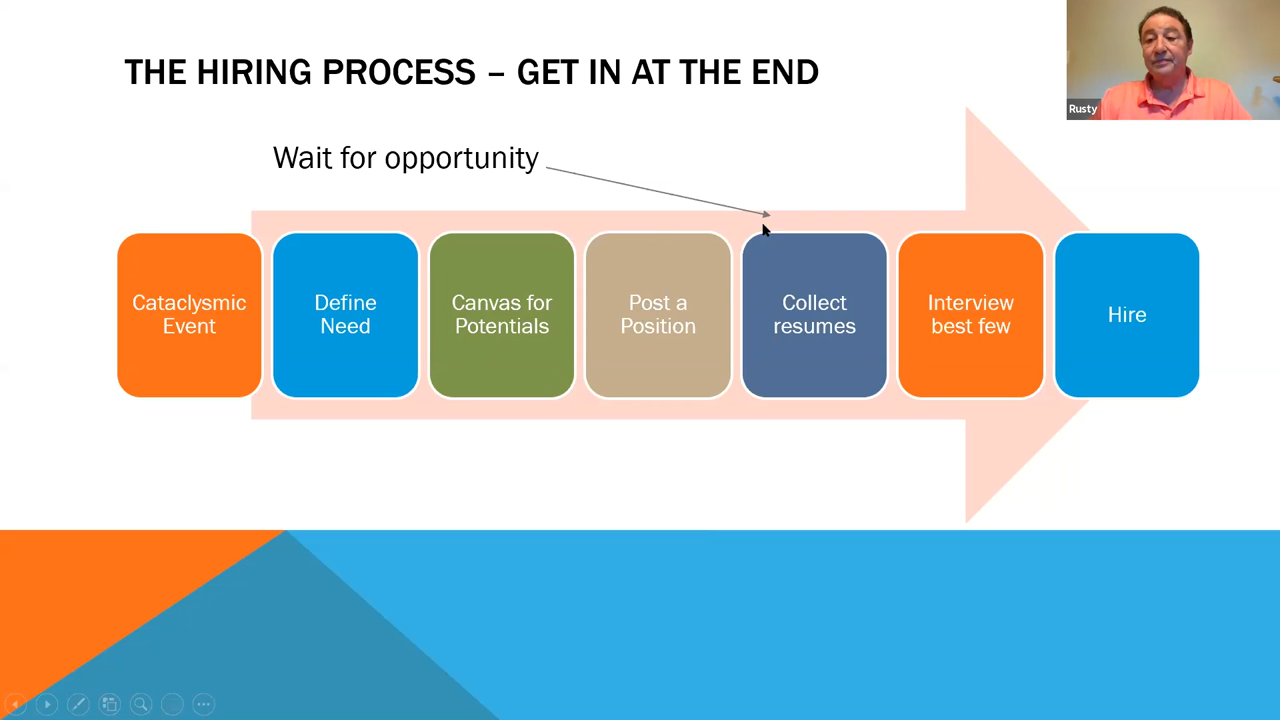 THE HIRING PROCESS – GET IN AT THE END
Rusty
Wait for opportunity
Cataclysmic
Event
Define
Need
Canvas for
Potentials
Post a
Position
Collect
resumes
Interview
best few
Hire